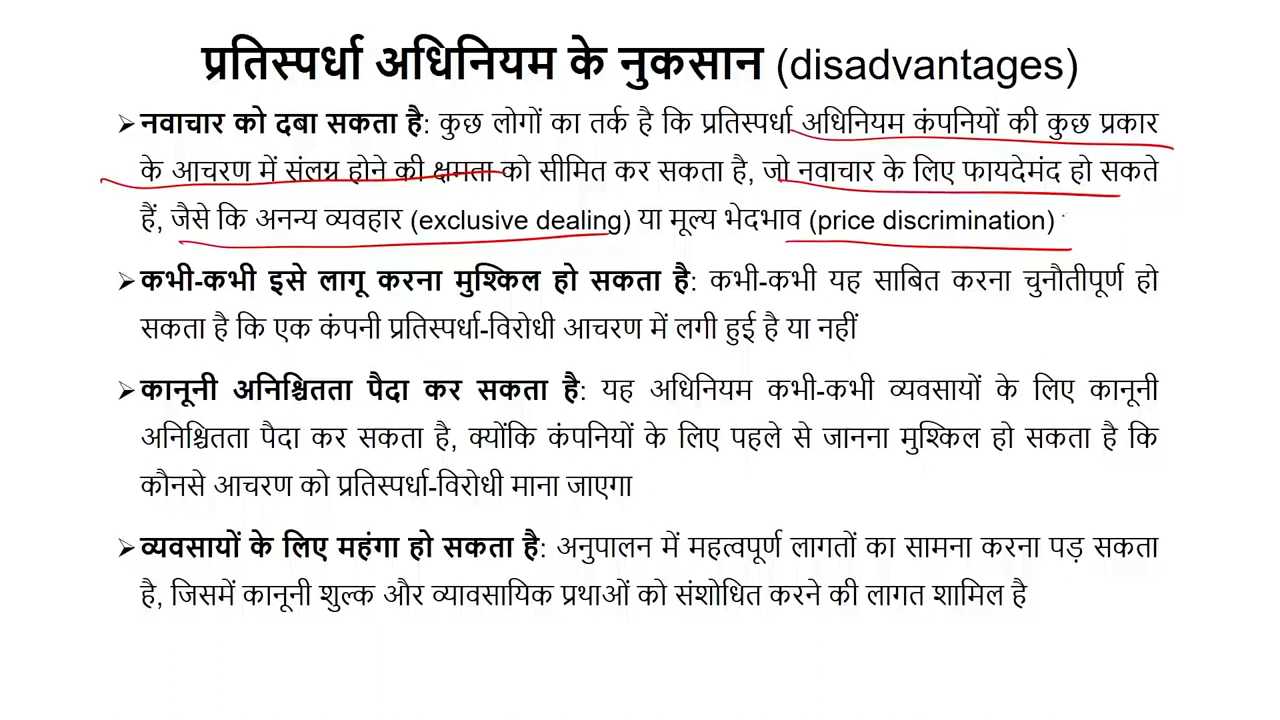 प्रतिस्पर्धा अधिनियम के नुकसान (disadvantages)
➢ नवाचार को दबा सकता है: कुछ लोगों का तर्क है कि प्रतिस्पर्धा अधिनियम कंपनियों की कुछ प्रकार
के आचरण में संलग्न होने की क्षमता को सीमित कर सकता है, जो नवाचार के लिए फायदेमंद हो सकते
हैं, जैसे कि अनन्य व्यवहार (exclusive dealing) या मूल्य भेदभाव (price discrimination)
➢ कभी-कभी इसे लागू करना मुश्किल हो सकता है: कभी-कभी यह साबित करना चुनौतीपूर्ण हो
सकता है कि एक कंपनी प्रतिस्पर्धा-विरोधी आचरण में लगी हुई है या नहीं
➢ कानूनी अनिश्चितता पैदा कर सकता है: यह अधिनियम कभी-कभी व्यवसायों के लिए कानूनी
अनिश्चितता पैदा कर सकता है, क्योंकि कंपनियों के लिए पहले से जानना मुश्किल हो सकता है कि
कौनसे आचरण को प्रतिस्पर्धा-विरोधी माना जाएगा
➢ व्यवसायों के लिए महंगा हो सकता है: अनुपालन में महत्वपूर्ण लागतों का सामना करना पड़ सकता
है, जिसमें कानूनी शुल्क और व्यावसायिक प्रथाओं को संशोधित करने की लागत शामिल है